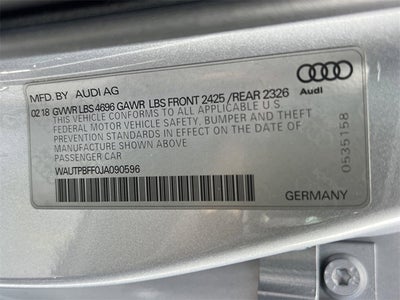 MFD. BY AUDI AG
02 18 GVWR LBS 4696 GAWR LBS FRONT 2425 / REAR 2326
THIS VEHICLE CONFORMS TO ALL APPLICABLE U.S.
FEDERAL MOTOR VEHICLE SAFETY, BUMPER AND THEFT
PREVENTION STANDARDS IN EFFECT ON THE DATE OF
MANUFACTURE SHOWN ABOVE
PASSENGER CAR
WAUTPBFF0JA090596
Audi
0535158
GERMANY